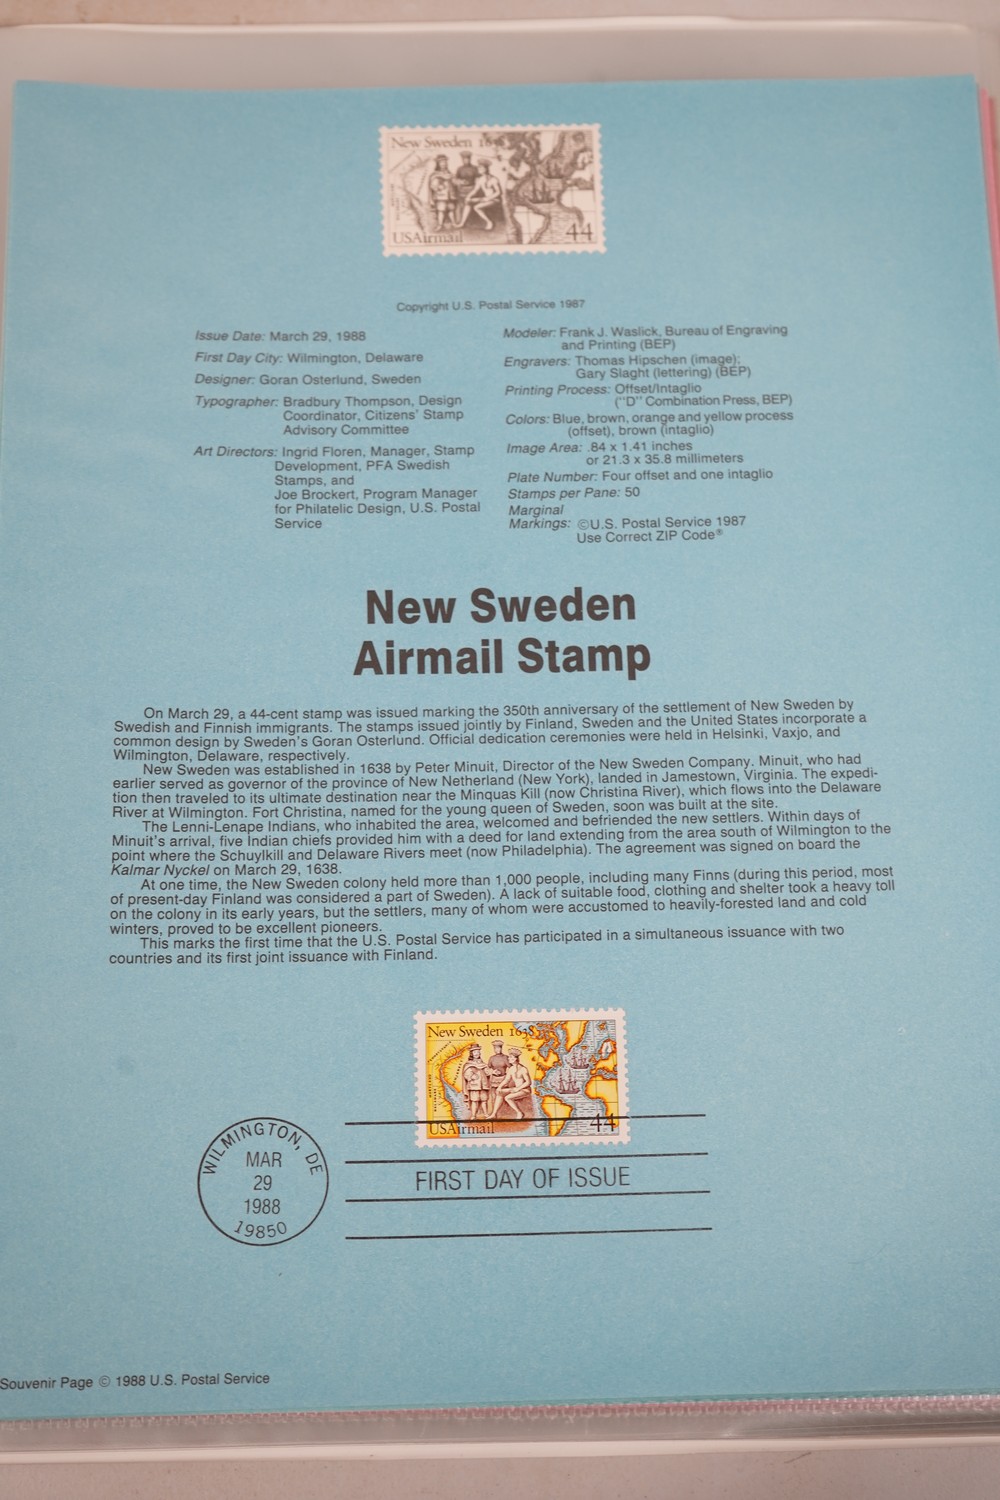 New Sweden 1638
USAirmail 44
Copyright U.S. Postal Service 1987
Issue Date: March 29, 1988
First Day City: Wilmington, Delaware
Designer: Goran Osterlund, Sweden
Typographer: Bradbury Thompson, Design
Coordinator, Citizens' Stamp
Advisory Committee
Art Directors: Ingrid Floren, Manager, Stamp
Development, PFA Swedish
Stamps, and
Joe Brockert, Program Manager
for Philatelic Design, U.S. Postal
Service
Modeler: Frank J. Waslick, Bureau of Engraving
and Printing (BEP)
Engravers: Thomas Hipschen (image);
Gary Slaght (lettering) (BEP)
Printing Process: Offset/Intaglio
("D" Combination Press, BEP)
Colors: Blue, brown, orange and yellow process
(offset), brown (intaglio)
Image Area: .84 x 1.41 inches
or 21.3 x 35.8 millimeters
Plate Number: Four offset and one intaglio
Stamps per Pane: 50
Marginal
Markings: ©U.S. Postal Service 1987
Use Correct ZIP Code®
New Sweden
Airmail Stamp
On March 29, a 44-cent stamp was issued marking the 350th anniversary of the settlement of New Sweden by
Swedish and Finnish immigrants. The stamps issued jointly by Finland, Sweden and the United States incorporate a
common design by Sweden's Goran Osterlund. Official dedication ceremonies were held in Helsinki, Vaxjo, and
Wilmington, Delaware, respectively.
New Sweden was established in 1638 by Peter Minuit, Director of the New Sweden Company. Minuit, who had
earlier served as governor of the province of New Netherland (New York), landed in Jamestown, Virginia. The expedi-
tion then traveled to its ultimate destination near the Minquas Kill (now Christina River), which flows into the Delaware
River at Wilmington. Fort Christina, named for the young queen of Sweden, soon was built at the site.
The Lenni-Lenape Indians, who inhabited the area, welcomed and befriended the new settlers. Within days of
Minuit's arrival, five Indian chiefs provided him with a deed for land extending from the area south of Wilmington to the
point where the Schuylkill and Delaware Rivers meet (now Philadelphia). The agreement was signed on board the
Kalmar Nyckel on March 29, 1638.
At one time, the New Sweden colony held more than 1,000 people, including many Finns (during this period, most
of present-day Finland was considered a part of Sweden). A lack of suitable food, clothing and shelter took a heavy toll
on the colony in its early years, but the settlers, many of whom were accustomed to heavily-forested land and cold
winters, proved to be excellent pioneers.
This marks the first time that the U.S. Postal Service has participated in a simultaneous issuance with two
countries and its first joint issuance with Finland.
New Sweden 1638
USAirmail 44
WILMINGTON, DE
MAR
29
1988
19850
FIRST DAY OF ISSUE
Souvenir Page © 1988 U.S. Postal Service